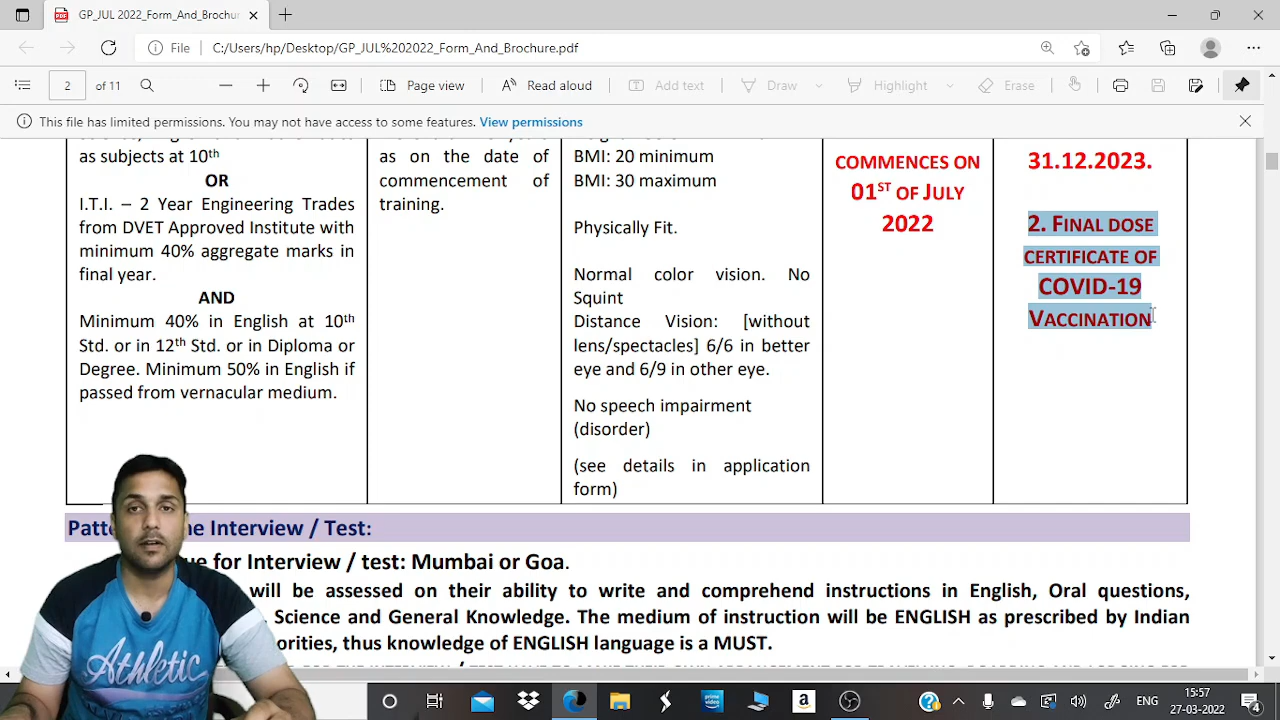 GP_JUL 2022_Form_And_Brochur
File
C:/Users/hp/Desktop/GP_JUL%202022_Form_And_Brochure.pdf
2 of 11
Page view
Read aloud
Add text
Draw
Highlight
Erase
This file has limited permissions. You may not have access to some features. View permissions
as subjects at 10th
OR
I.T.I. – 2 Year Engineering Trades
from DVET Approved Institute with
minimum 40% aggregate marks in
final year.
AND
Minimum 40% in English at 10th
Std. or in 12th Std. or in Diploma or
Degree. Minimum 50% in English if
passed from vernacular medium.
as on the date of
commencement of
training.
BMI: 20 minimum
BMI: 30 maximum
Physically Fit.
Normal color vision. No
Squint
Distance Vision: [without
lens/spectacles] 6/6 in better
eye and 6/9 in other eye.
No speech impairment
(disorder)
(see details in application
form)
COMMENCES ON
01ST OF JULY
2022
31.12.2023.
2. FINAL DOSE
CERTIFICATE OF
COVID-19
VACCINATION
Patte he Interview / Test:
ue for Interview / test: Mumbai or Goa.
will be assessed on their ability to write and comprehend instructions in English, Oral questions,
Science and General Knowledge. The medium of instruction will be ENGLISH as prescribed by Indian
orities, thus knowledge of ENGLISH language is a MUST.
Athletic
ENG
15:57
27-03-2022
4